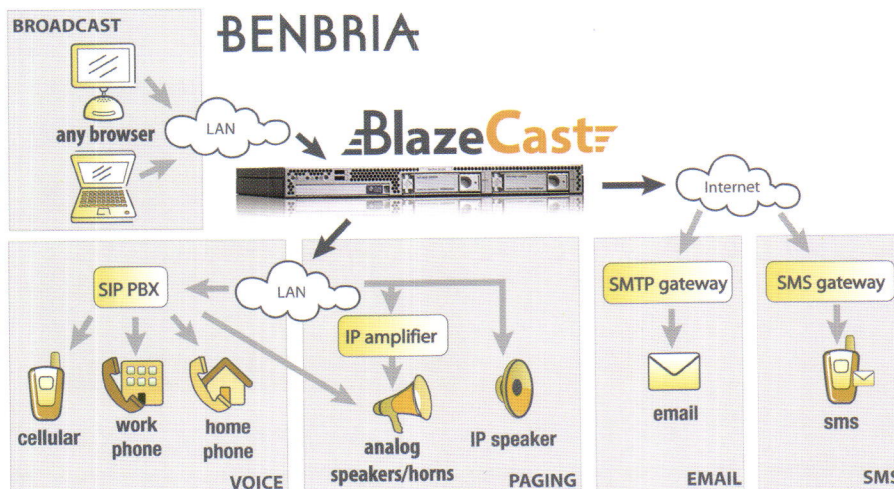 BROADCAST
BENBRIA
any browser
LAN
BlazeCast
Internet
SIP PBX
LAN
SMTP gateway
SMS gateway
IP amplifier
cellular
work
phone
home
phone
analog
speakers/horns
IP speaker
email
sms
VOICE
PAGING
EMAIL
SMS